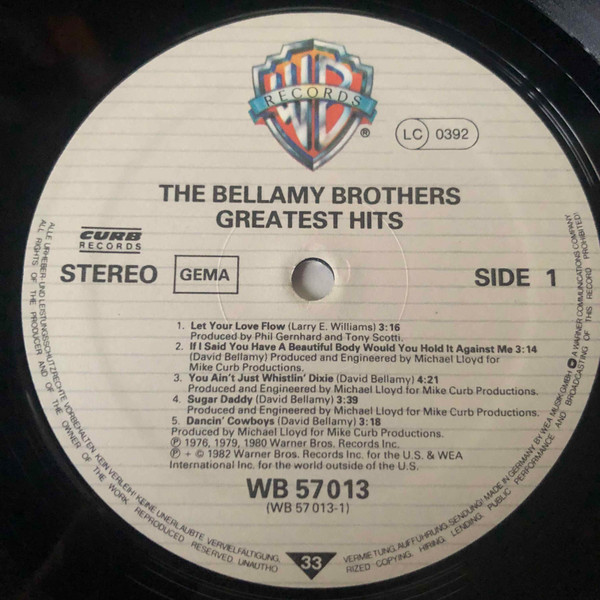 WB
RECORDS
®
LC 0392
THE BELLAMY BROTHERS
GREATEST HITS
CURB
RECORDS
STEREO GEMA SIDE 1
1. Let Your Love Flow (Larry E. Williams) 3:16
Produced by Phil Gernhard and Tony Scotti.
2. If I Said You Have A Beautiful Body Would You Hold It Against Me 3:14
(David Bellamy) Produced and Engineered by Michael Lloyd for
Mike Curb Productions.
3. You Ain't Just Whistlin' Dixie (David Bellamy) 4:21
Produced and Engineered by Michael Lloyd for Mike Curb Productions.
4. Sugar Daddy (David Bellamy) 3:39
Produced and Engineered by Michael Lloyd for Mike Curb Productions.
5. Dancin' Cowboys (David Bellamy) 3:18
Produced by Michael Lloyd for Mike Curb Productions.
℗ 1976, 1979, 1980 Warner Bros. Records Inc.
℗ + © 1982 Warner Bros. Records Inc. for the U.S. & WEA
International Inc. for the world outside of the U.S.
WB 57 013
(WB 57 013-1)
33
ALLE URHEBER- UND LEISTUNGSSCHUTZRECHTE VORBEHALTEN. KEIN VERLEIH! KEINE UNERLAUBTE VERVIELFÄLTIGUNG,
VERMIETUNG, AUFFÜHRUNG, SENDUNG! MADE IN GERMANY BY WEA MUSIK GMBH A WARNER COMMUNICATIONS COMPANY
ALL RIGHTS OF THE PRODUCER AND OF THE OWNER OF THE WORK REPRODUCED RESERVED. UNAUTHO
RIZED COPYING, HIRING, LENDING, PUBLIC PERFORMANCE AND BROADCASTING OF THIS RECORD PROHIBITED!